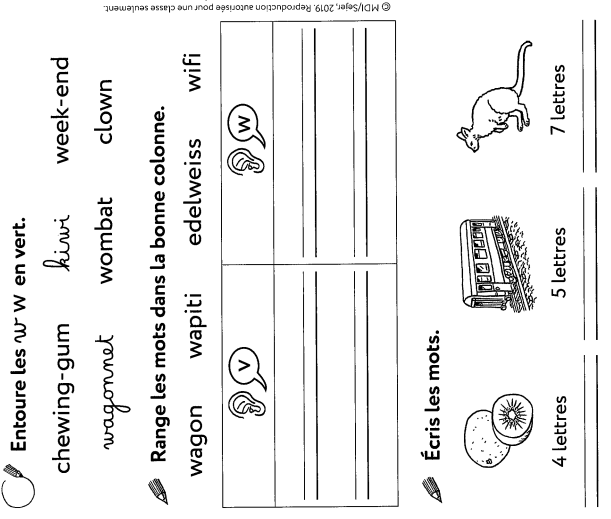 Entoure les w w en vert.
chewing-gum kiwi week-end
wagonnet wombat clown
Range les mots dans la bonne colonne.
wagon wapiti edelweiss wifi
v w
Écris les mots.
4 lettres 5 lettres 7 lettres
© MDI/Sejer, 2019. Reproduction autorisée pour une classe seulement.